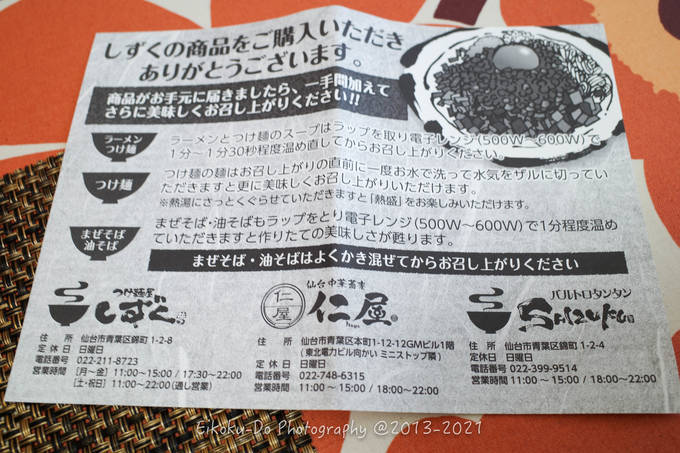 しずくの商品をご購入いただき
ありがとうございます。
商品がお手元に届きましたら、一手間加えて
さらに美味しくお召し上がりください!!
ラーメン
つけ麺
ラーメンとつけ麺のスープはラップを取り電子レンジ(500W〜600W)で
1分〜1分30秒程度温め直してからお召し上がりください。
つけ麺
つけ麺の麺はお召し上がりの直前に一度お水で洗って水気をザルに切ってい
ただきますと更に美味しくお召し上がりいただけます。
※熱湯にさっとくぐらせていただきますと「熱盛」をお楽しみいただけます。
まぜそば
油そば
まぜそば・油そばもラップをとり電子レンジ(500W〜600W)で1分程度温め
ていただきますと作りたての美味しさが甦ります。
まぜそば・油そばはよくかき混ぜてからお召し上がりください
つけ麺屋
しずく
住 所 仙台市青葉区錦町1-2-8
定 休 日 日曜日
電話番号 022-211-8723
営業時間 [月〜金] 11:00〜15:00 / 17:30〜22:00
[土・祝日] 11:00〜22:00(通し営業)
仙台中華蕎麦
仁屋
仁屋
住 所 仙台市青葉区本町1-12-12GMビル1階
(東北電力ビル向かい ミニストップ隣)
定 休 日 日曜日
電話番号 022-748-6315
営業時間 11:00〜15:00 / 18:00〜22:00
バルトロタンタン
Shizuku
住 所 仙台市青葉区錦町1-2-4
定 休 日 日曜日
電話番号 022-399-9514
営業時間 11:00〜15:00 / 18:00〜22:00
Eikoku-Do Photography @2013-2021